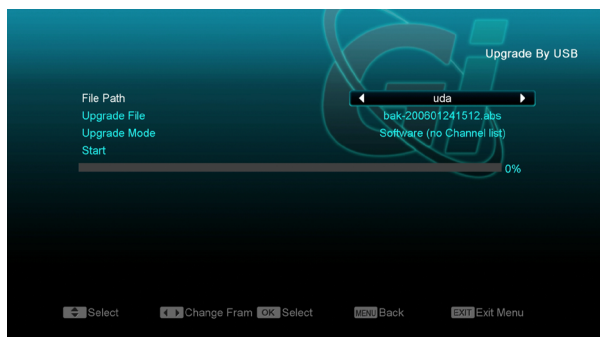 Upgrade By USB
File Path uda
Upgrade File bak-200601241512.abs
Upgrade Mode Software (no Channel list)
Start
0%
Select Change Fram OK Select MENU Back EXIT Exit Menu